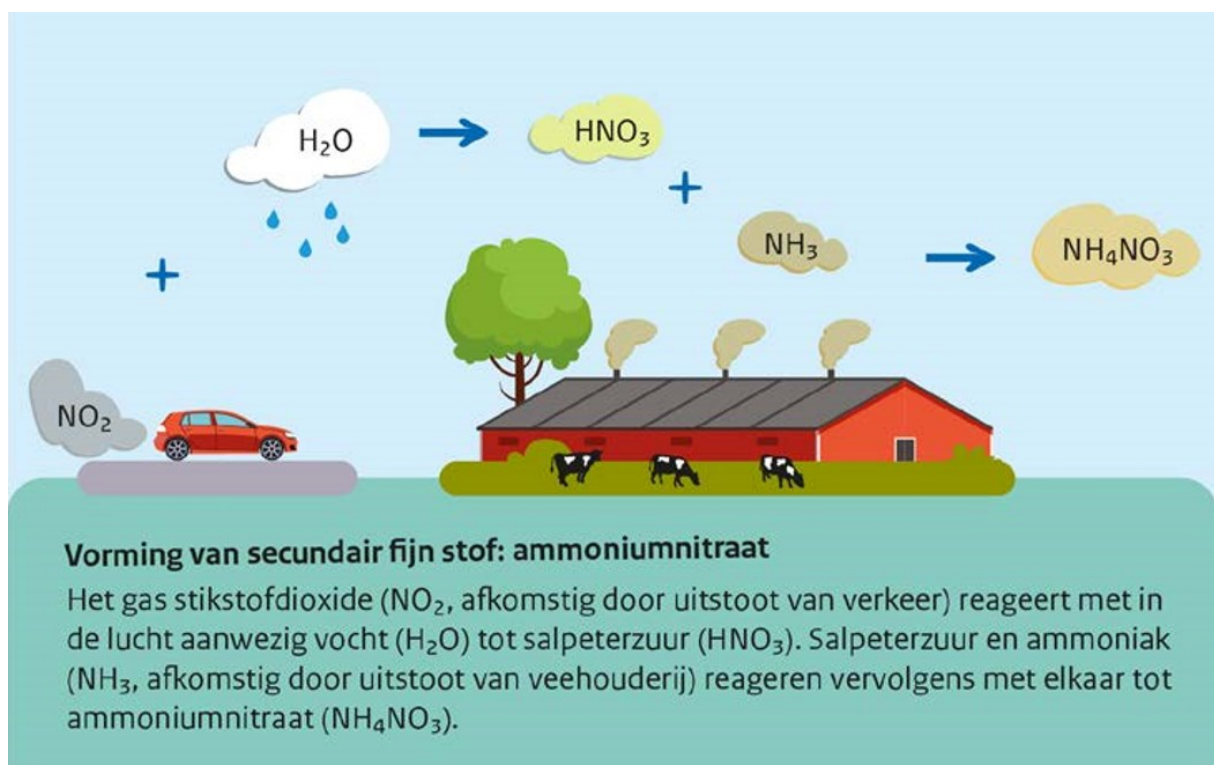 H₂O
HNO₃
NH₃
NH₄NO₃
NO₂
Vorming van secundair fijn stof: ammoniumnitraat
Het gas stikstofdioxide (NO₂, afkomstig door uitstoot van verkeer) reageert met in
de lucht aanwezig vocht (H₂O) tot salpeterzuur (HNO₃). Salpeterzuur en ammoniak
(NH₃, afkomstig door uitstoot van veehouderij) reageren vervolgens met elkaar tot
ammoniumnitraat (NH₄NO₃).